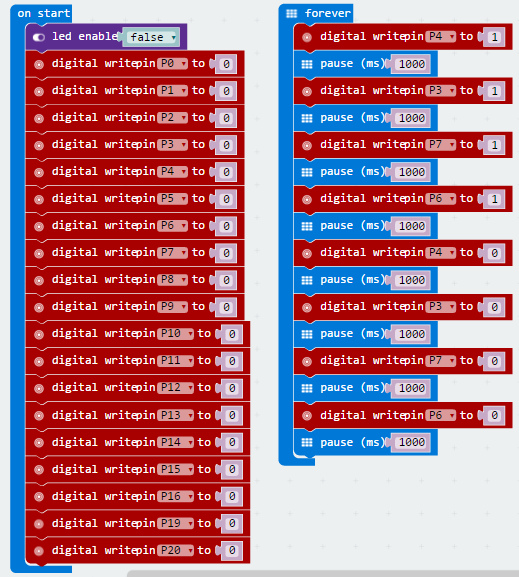 on start
led enable false
digital write pin P0 to 0
digital write pin P1 to 0
digital write pin P2 to 0
digital write pin P3 to 0
digital write pin P4 to 0
digital write pin P5 to 0
digital write pin P6 to 0
digital write pin P7 to 0
digital write pin P8 to 0
digital write pin P9 to 0
digital write pin P10 to 0
digital write pin P11 to 0
digital write pin P12 to 0
digital write pin P13 to 0
digital write pin P14 to 0
digital write pin P15 to 0
digital write pin P16 to 0
digital write pin P19 to 0
digital write pin P20 to 0
forever
digital write pin P4 to 1
pause (ms) 1000
digital write pin P3 to 1
pause (ms) 1000
digital write pin P7 to 1
pause (ms) 1000
digital write pin P6 to 1
pause (ms) 1000
digital write pin P4 to 0
pause (ms) 1000
digital write pin P3 to 0
pause (ms) 1000
digital write pin P7 to 0
pause (ms) 1000
digital write pin P6 to 0
pause (ms) 1000